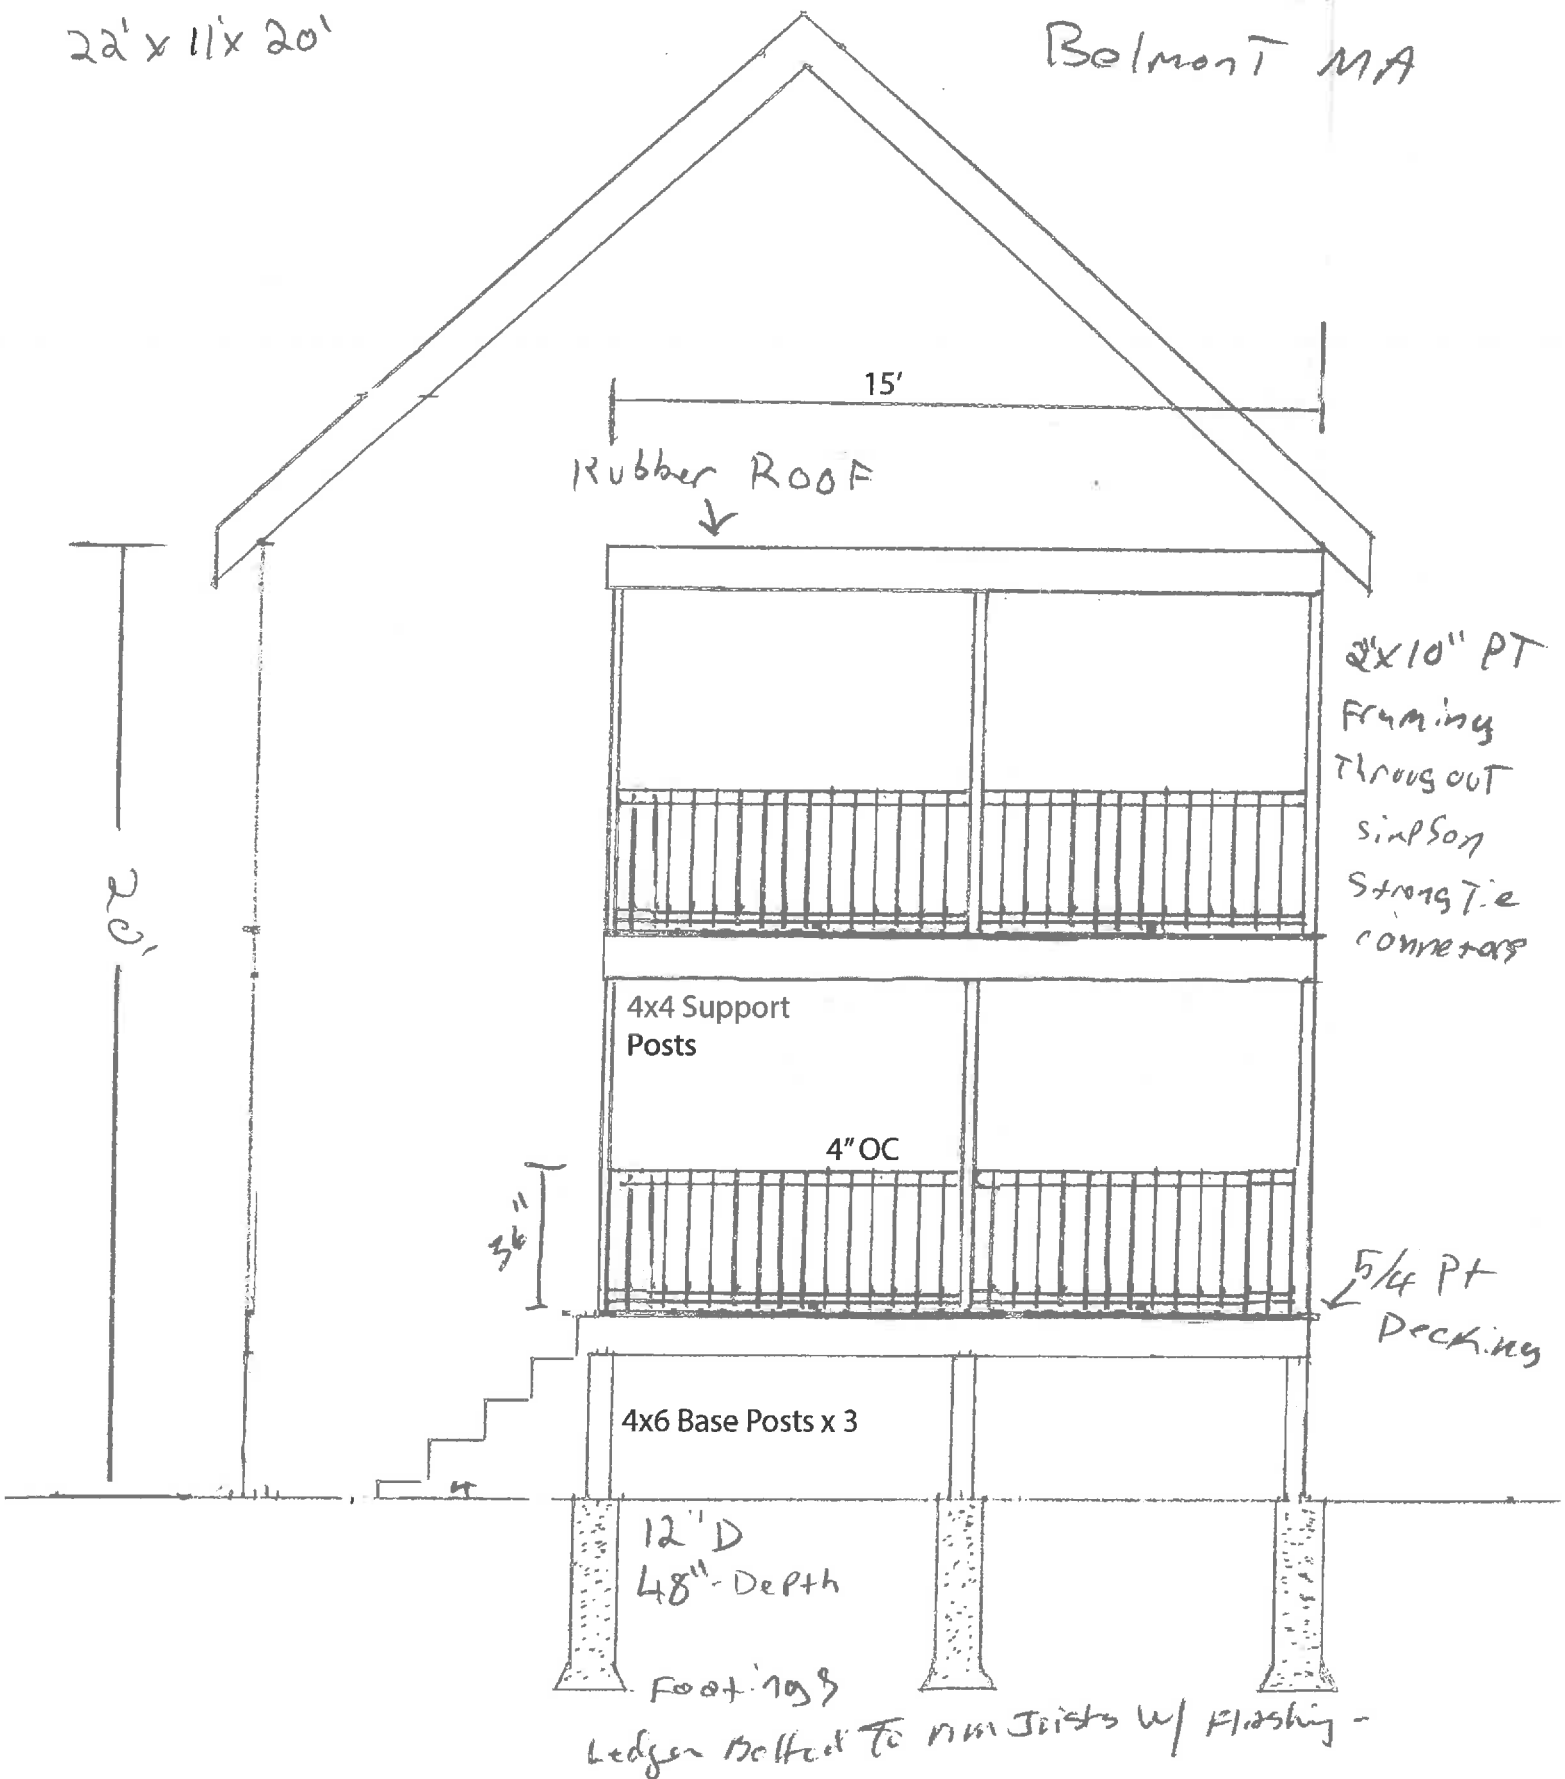 22' x 11' x 20'
Belmont MA
15'
Rubber Roof
2"x10" PT
Framing
Througout
simpson
Strong Tie
connetors
20'
4x4 Support
Posts
4" OC
36"
5/4 Pt
Decking
4x6 Base Posts x 3
12" D
48"-Depth
Footings
Ledger Bolted To rim Joists w/ Flashing -